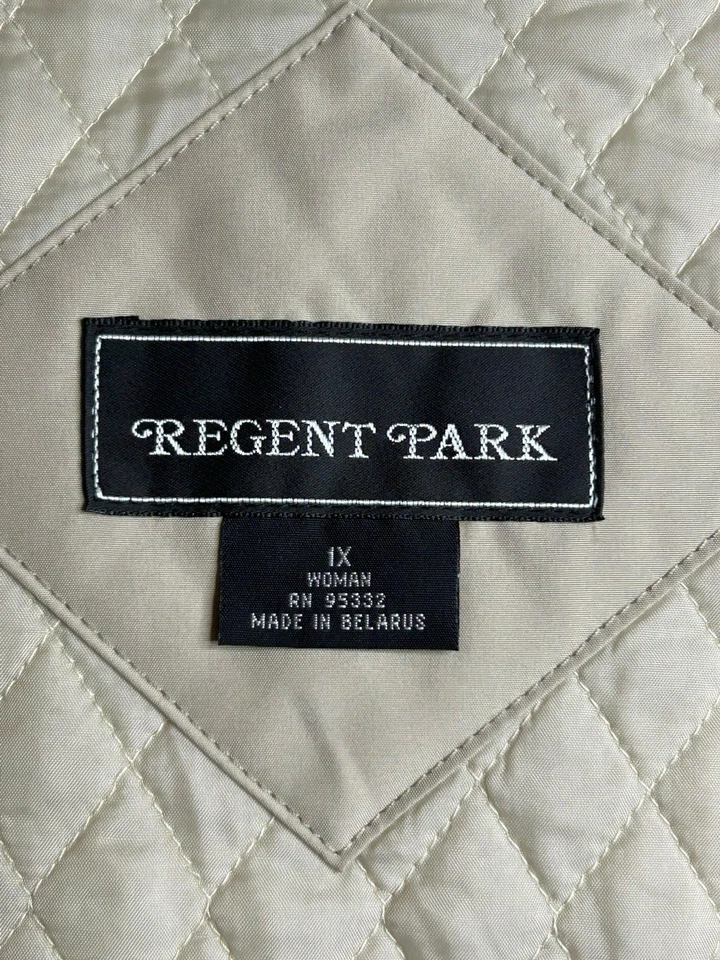 REGENT PARK
1X
WOMAN
RN 95332
MADE IN BELARUS